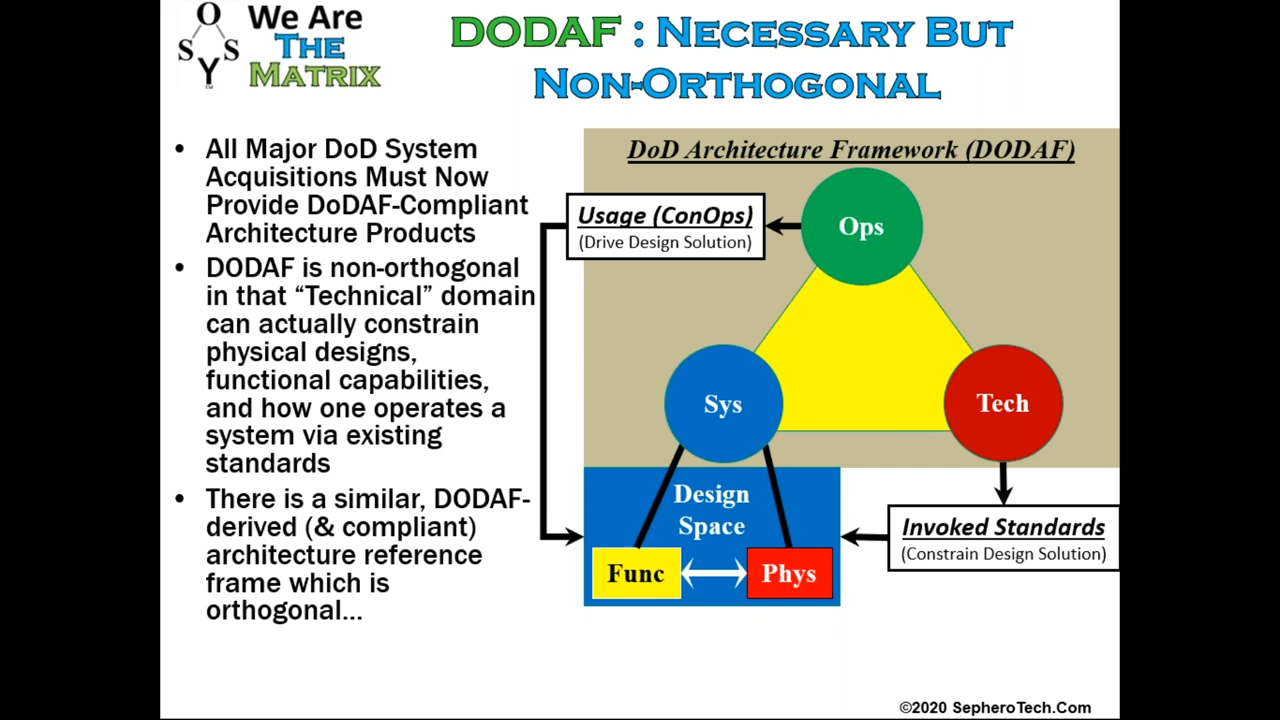 O
S S
Y
TM
We Are
THE
MATRIX
DODAF : NECESSARY BUT
NON-ORTHOGONAL
• All Major DoD System
Acquisitions Must Now
Provide DoDAF-Compliant
Architecture Products
• DODAF is non-orthogonal
in that “Technical” domain
can actually constrain
physical designs,
functional capabilities,
and how one operates a
system via existing
standards
• There is a similar, DODAF-
derived (& compliant)
architecture reference
frame which is
orthogonal...
DoD Architecture Framework (DODAF)
Usage (ConOps)
(Drive Design Solution)
Ops
Sys
Tech
Design
Space
Func
Phys
Invoked Standards
(Constrain Design Solution)
©2020 SepheroTech.Com